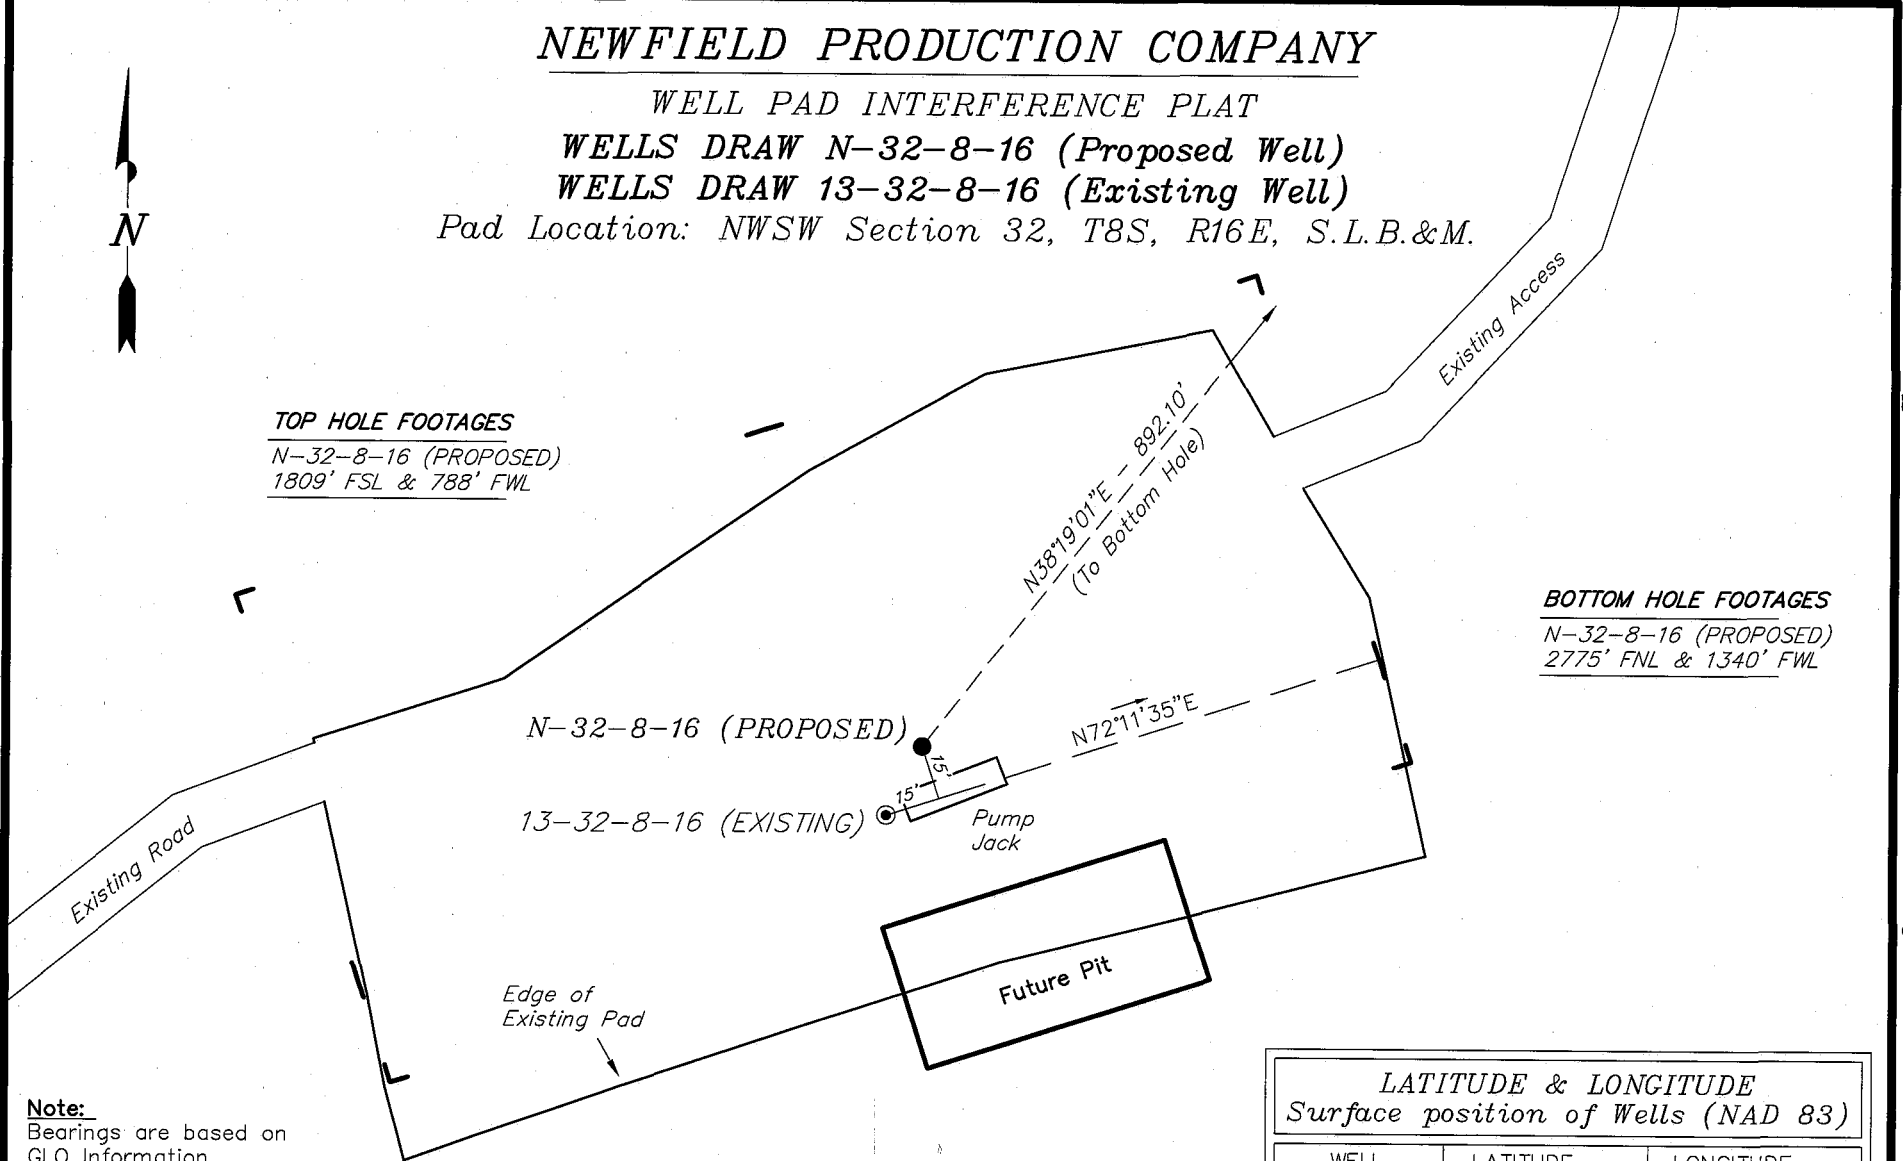 NEWFIELD PRODUCTION COMPANY
WELL PAD INTERFERENCE PLAT
WELLS DRAW N-32-8-16 (Proposed Well)
WELLS DRAW 13-32-8-16 (Existing Well)
Pad Location: NWSW Section 32, T8S, R16E, S.L.B.&M.
N
Existing Access
TOP HOLE FOOTAGES
N-32-8-16 (PROPOSED)
1809' FSL & 788' FWL
N38°19'01"E - 892.10'
(To Bottom Hole)
BOTTOM HOLE FOOTAGES
N-32-8-16 (PROPOSED)
2775' FNL & 1340' FWL
N72°11'35"E
N-32-8-16 (PROPOSED)
15'
15'
13-32-8-16 (EXISTING)
Pump
Jack
Existing Road
Future Pit
Edge of
Existing Pad
Note:
Bearings are based on
GLO Information
LATITUDE & LONGITUDE
Surface position of Wells (NAD 83)
WELL LATITUDE LONGITUDE